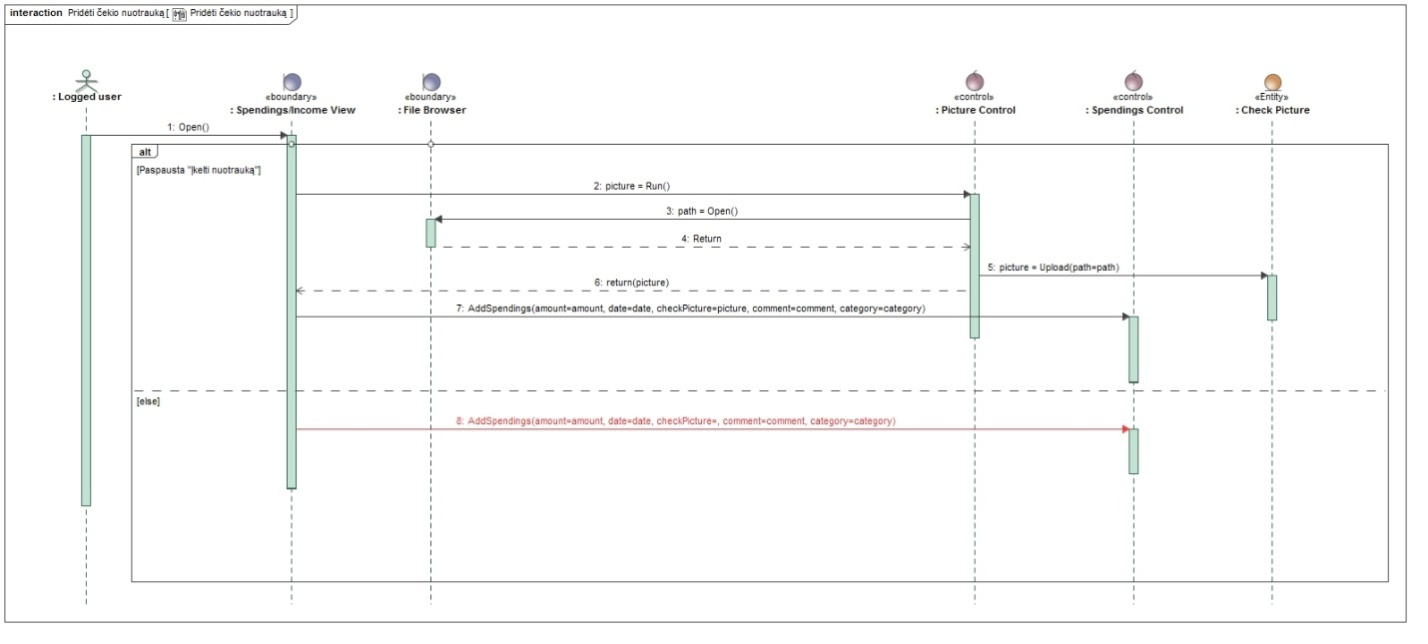 interaction Pridėti čekio nuotrauką [ Pridėti čekio nuotrauką ]
: Logged user
«boundary»
: Spendings/Income View
«boundary»
: File Browser
«control»
: Picture Control
«control»
: Spendings Control
«Entity»
: Check Picture
1: Open()
alt
[Paspausta "Įkelti nuotrauką"]
2: picture = Run()
3: path = Open()
4: Return
5: picture = Upload(path=path)
6: return(picture)
7: AddSpendings(amount=amount, date=date, checkPicture=picture, comment=comment, category=category)
[else]
8: AddSpendings(amount=amount, date=date, checkPicture=, comment=comment, category=category)